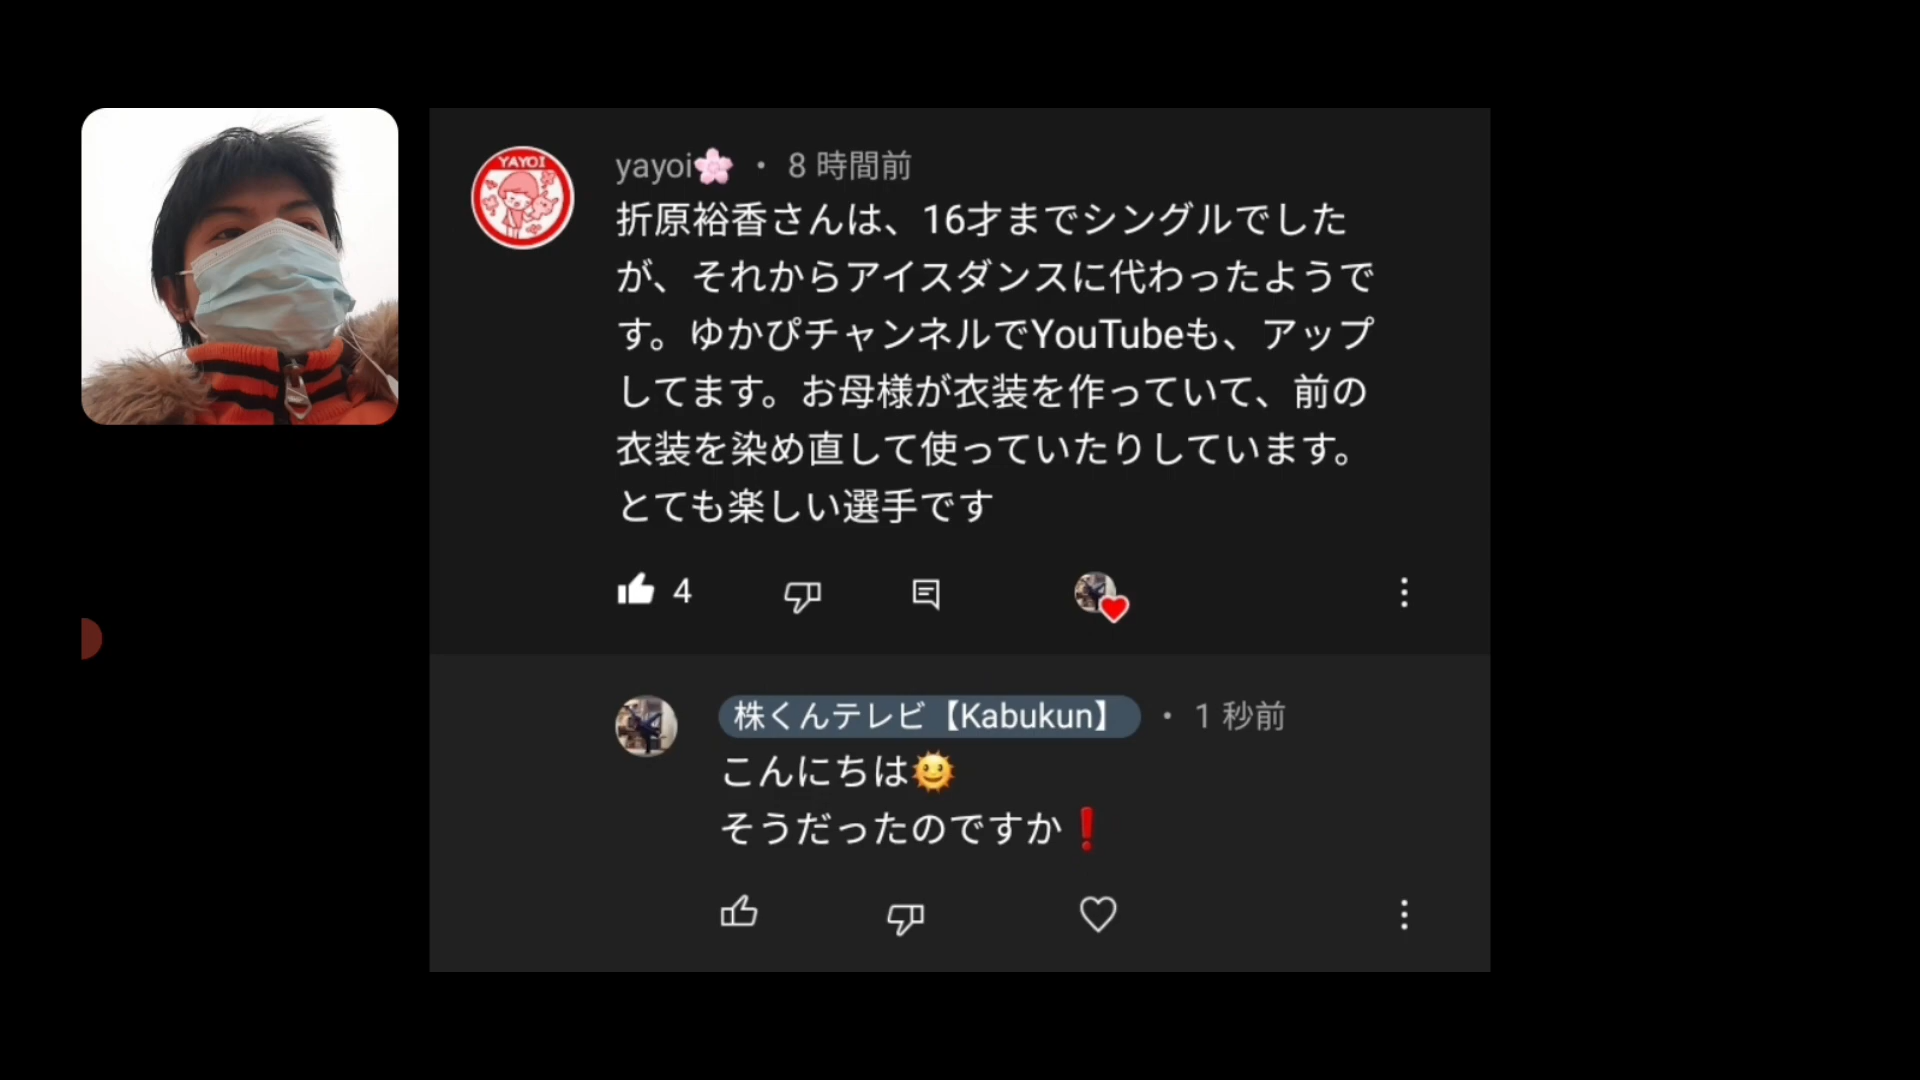 YAYOI
yayoi🌸 ・ 8 時間前
折原裕香さんは、16才までシングルでした
が、それからアイスダンスに代わったようで
す。ゆかぴチャンネルでYouTubeも、アップ
してます。お母様が衣装を作っていて、前の
衣装を染め直して使っていたりしています。
とても楽しい選手です
4
株くんテレビ【Kabukun】 ・ 1 秒前
こんにちは🌞
そうだったのですか❗